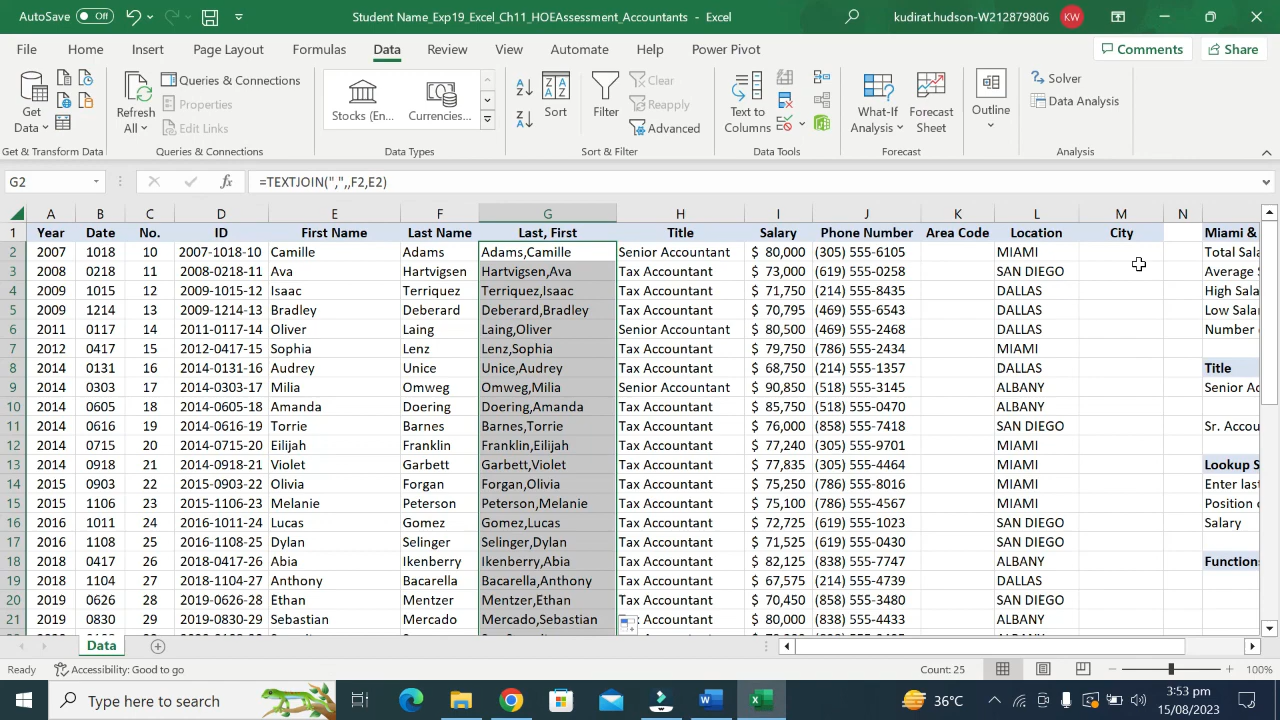 AutoSave Off Student Name_Exp19_Excel_Ch11_HOEAssessment_Accountants - Excel kudirat.hudson-W212879806 KW
File Home Insert Page Layout Formulas Data Review View Automate Help Power Pivot Comments Share
Get Data Refresh All Queries & Connections Properties Edit Links Stocks (En... Currencies... Sort Filter Clear Reapply Advanced Text to Columns What-If Analysis Forecast Sheet Outline Solver Data Analysis
Get & Transform Data Queries & Connections Data Types Sort & Filter Data Tools Forecast Analysis
G2 fx =TEXTJOIN(",",,F2,E2)
A B C D E F G H I J K L M N
1 Year Date No. ID First Name Last Name Last, First Title Salary Phone Number Area Code Location City Miami &
2 2007 1018 10 2007-1018-10 Camille Adams Adams,Camille Senior Accountant $ 80,000 (305) 555-6105 MIAMI Total Sala
3 2008 0218 11 2008-0218-11 Ava Hartvigsen Hartvigsen,Ava Tax Accountant $ 73,000 (619) 555-0258 SAN DIEGO Average
4 2009 1015 12 2009-1015-12 Isaac Terriquez Terriquez,Isaac Tax Accountant $ 71,750 (214) 555-8435 DALLAS High Sala
5 2009 1214 13 2009-1214-13 Bradley Deberard Deberard,Bradley Tax Accountant $ 70,795 (469) 555-6543 DALLAS Low Salar
6 2011 0117 14 2011-0117-14 Oliver Laing Laing,Oliver Senior Accountant $ 80,500 (469) 555-2468 DALLAS Number
7 2012 0417 15 2012-0417-15 Sophia Lenz Lenz,Sophia Tax Accountant $ 79,750 (786) 555-2434 MIAMI
8 2014 0131 16 2014-0131-16 Audrey Unice Unice,Audrey Tax Accountant $ 68,750 (214) 555-1357 DALLAS Title
9 2014 0303 17 2014-0303-17 Milia Omweg Omweg,Milia Senior Accountant $ 90,850 (518) 555-3145 ALBANY Senior Ac
10 2014 0605 18 2014-0605-18 Amanda Doering Doering,Amanda Tax Accountant $ 85,750 (518) 555-0470 ALBANY
11 2014 0616 19 2014-0616-19 Torrie Barnes Barnes,Torrie Tax Accountant $ 76,000 (858) 555-7418 SAN DIEGO Sr. Accou
12 2014 0715 20 2014-0715-20 Eilijah Franklin Franklin,Eilijah Tax Accountant $ 77,240 (305) 555-9701 MIAMI
13 2014 0918 21 2014-0918-21 Violet Garbett Garbett,Violet Tax Accountant $ 77,835 (305) 555-4464 MIAMI Lookup S
14 2015 0903 22 2015-0903-22 Olivia Forgan Forgan,Olivia Tax Accountant $ 75,250 (786) 555-8016 MIAMI Enter last
15 2015 1106 23 2015-1106-23 Melanie Peterson Peterson,Melanie Tax Accountant $ 75,100 (786) 555-4567 MIAMI Position
16 2016 1011 24 2016-1011-24 Lucas Gomez Gomez,Lucas Tax Accountant $ 72,725 (619) 555-1023 SAN DIEGO Salary
17 2016 1108 25 2016-1108-25 Dylan Selinger Selinger,Dylan Tax Accountant $ 71,525 (619) 555-0430 SAN DIEGO
18 2018 0417 26 2018-0417-26 Abia Ikenberry Ikenberry,Abia Tax Accountant $ 82,125 (838) 555-7747 ALBANY Function
19 2018 1104 27 2018-1104-27 Anthony Bacarella Bacarella,Anthony Tax Accountant $ 67,575 (214) 555-4739 DALLAS
20 2019 0626 28 2019-0626-28 Ethan Mentzer Mentzer,Ethan Tax Accountant $ 70,450 (858) 555-3480 SAN DIEGO
21 2019 0830 29 2019-0830-29 Sebastian Mercado Mercado,Sebastian Tax Accountant $ 80,000 (838) 555-4433 ALBANY
Data
Ready Accessibility: Good to go Count: 25 100%
Type here to search 36°C 3:53 pm
15/08/2023